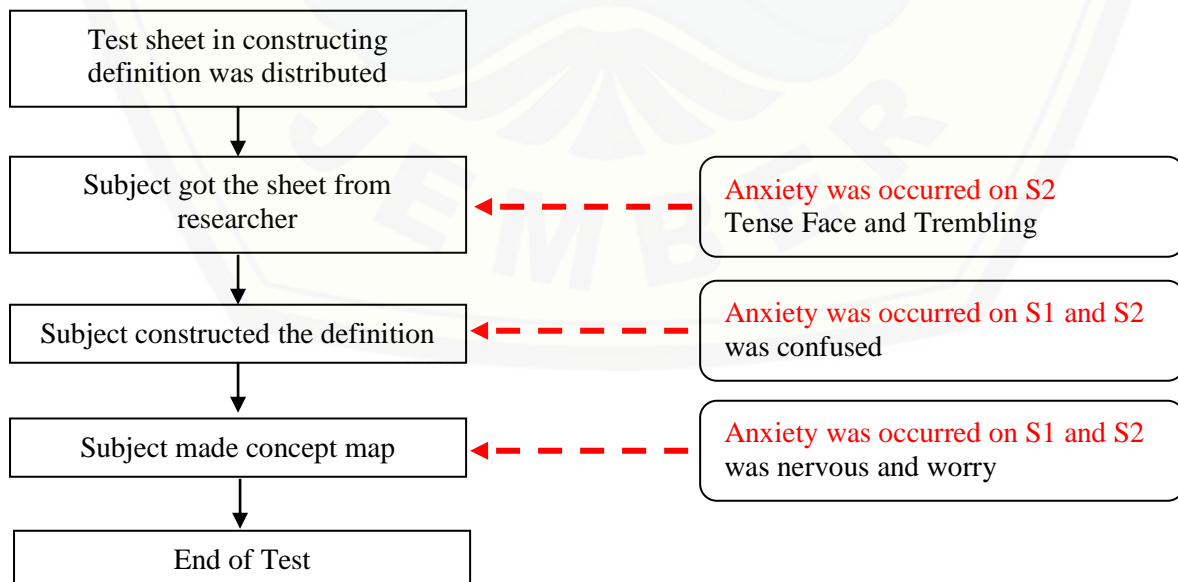 Test sheet in constructing
definition was distributed
Subject got the sheet from
researcher
Anxiety was occurred on S2
Tense Face and Trembling
Subject constructed the definition
Anxiety was occurred on S1 and S2
was confused
Subject made concept map
Anxiety was occurred on S1 and S2
was nervous and worry
End of Test
JEMBER